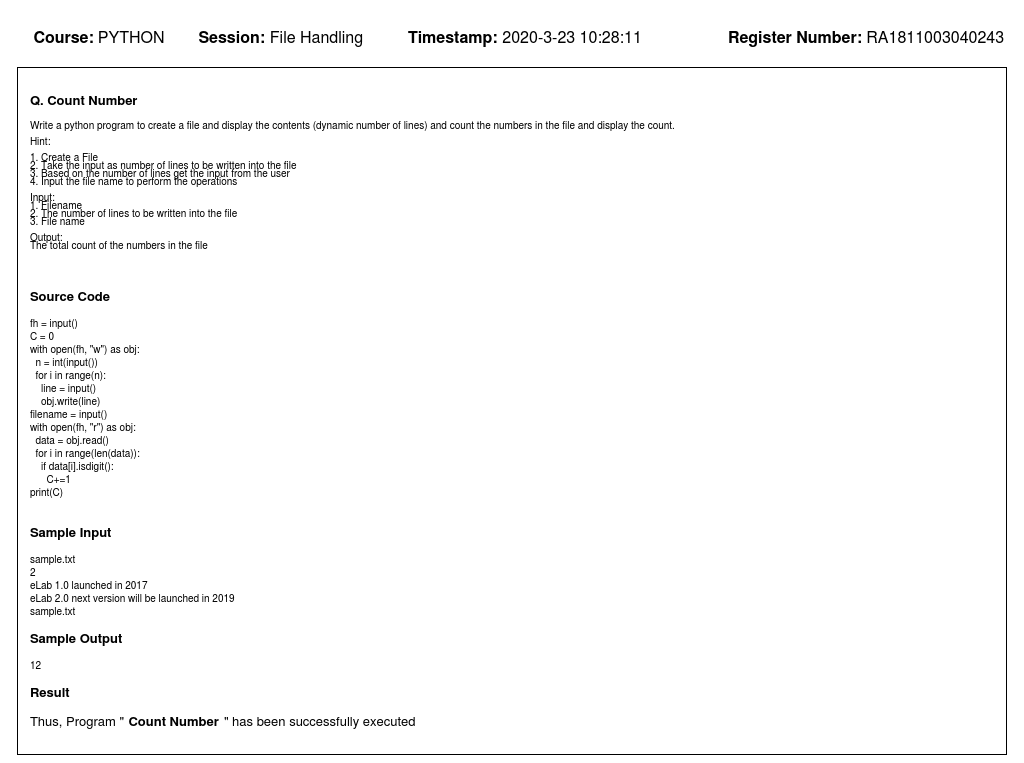 Course: PYTHON Session: File Handling Timestamp: 2020-3-23 10:28:11 Register Number: RA1811003040243
Q. Count Number
Write a python program to create a file and display the contents (dynamic number of lines) and count the numbers in the file and display the count.
Hint:
1. Create a File
2. Take the input as number of lines to be written into the file
3. Based on the number of lines get the input from the user
4. Input the file name to perform the operations
Input:
1. Filename
2. The number of lines to be written into the file
3. File name
Output:
The total count of the numbers in the file
Source Code
fh = input()
C = 0
with open(fh, "w") as obj:
  n = int(input())
  for i in range(n):
    line = input()
    obj.write(line)
filename = input()
with open(fh, "r") as obj:
  data = obj.read()
  for i in range(len(data)):
    if data[i].isdigit():
      C+=1
print(C)
Sample Input
sample.txt
2
eLab 1.0 launched in 2017
eLab 2.0 next version will be launched in 2019
sample.txt
Sample Output
12
Result
Thus, Program " Count Number " has been successfully executed